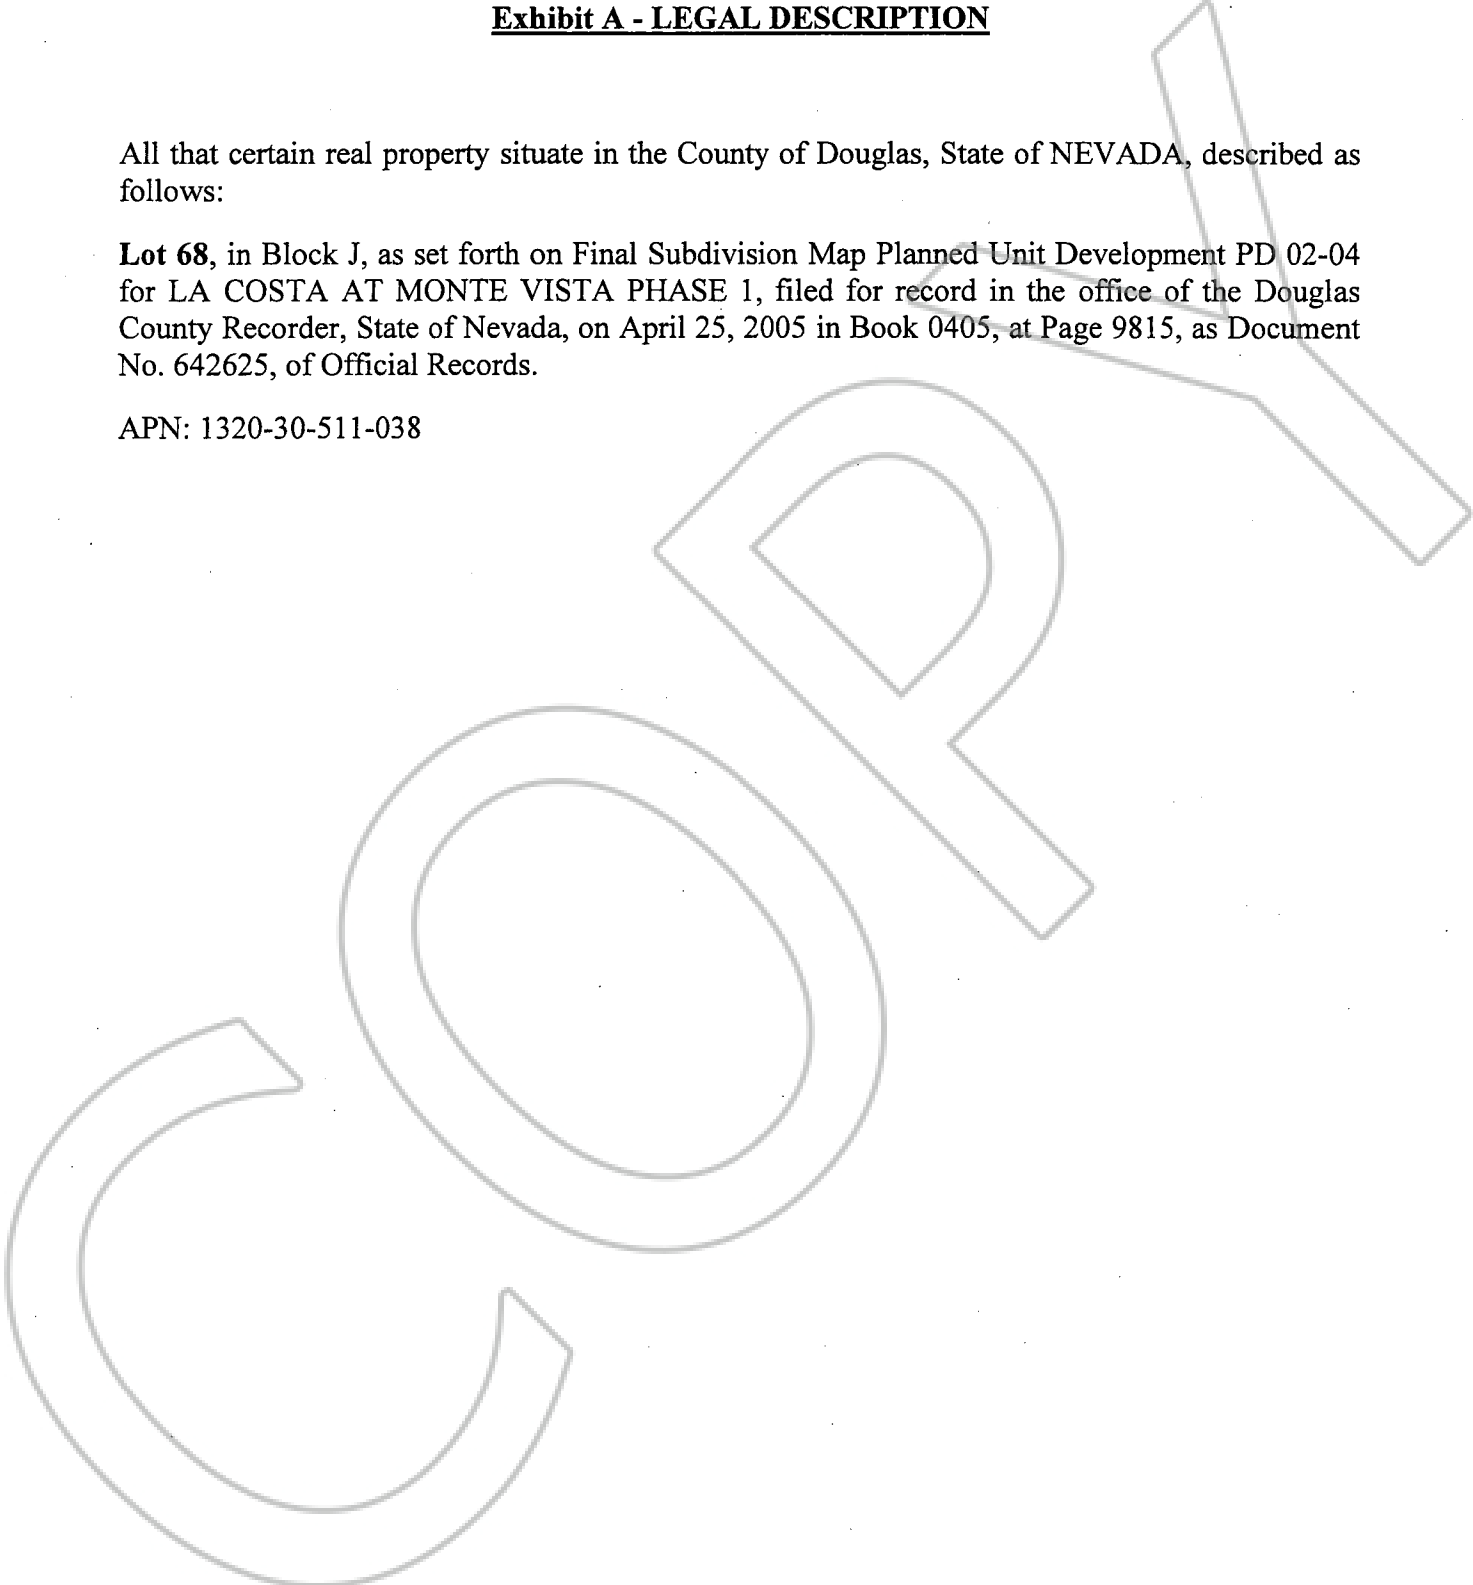 Exhibit A - LEGAL DESCRIPTION
All that certain real property situate in the County of Douglas, State of NEVADA, described as
follows:
Lot 68, in Block J, as set forth on Final Subdivision Map Planned Unit Development PD 02-04
for LA COSTA AT MONTE VISTA PHASE 1, filed for record in the office of the Douglas
County Recorder, State of Nevada, on April 25, 2005 in Book 0405, at Page 9815, as Document
No. 642625, of Official Records.
APN: 1320-30-511-038
COPY